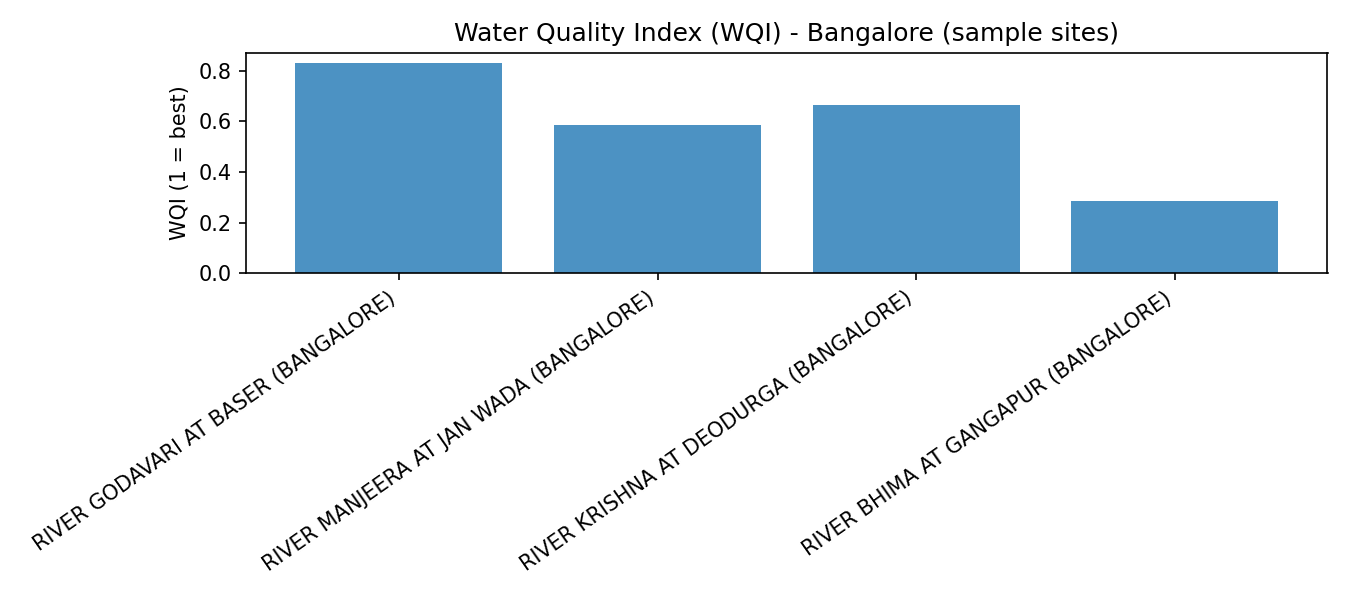 Water Quality Index (WQI) - Bangalore (sample sites)
WQI (1 = best)
0.8
0.6
0.4
0.2
0.0
RIVER GODAVARI AT BASER (BANGALORE)
RIVER MANJEERA AT JAN WADA (BANGALORE)
RIVER KRISHNA AT DEODURGA (BANGALORE)
RIVER BHIMA AT GANGAPUR (BANGALORE)